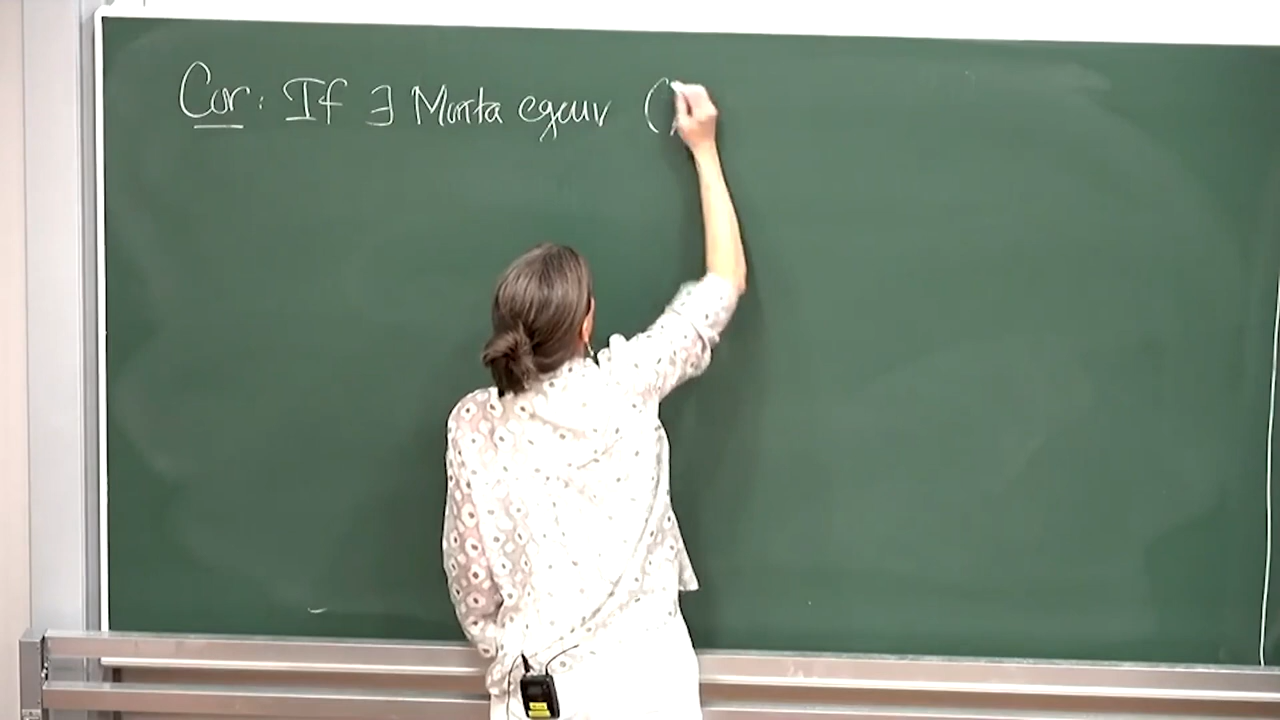 Cor: If ∃ Morita equiv (